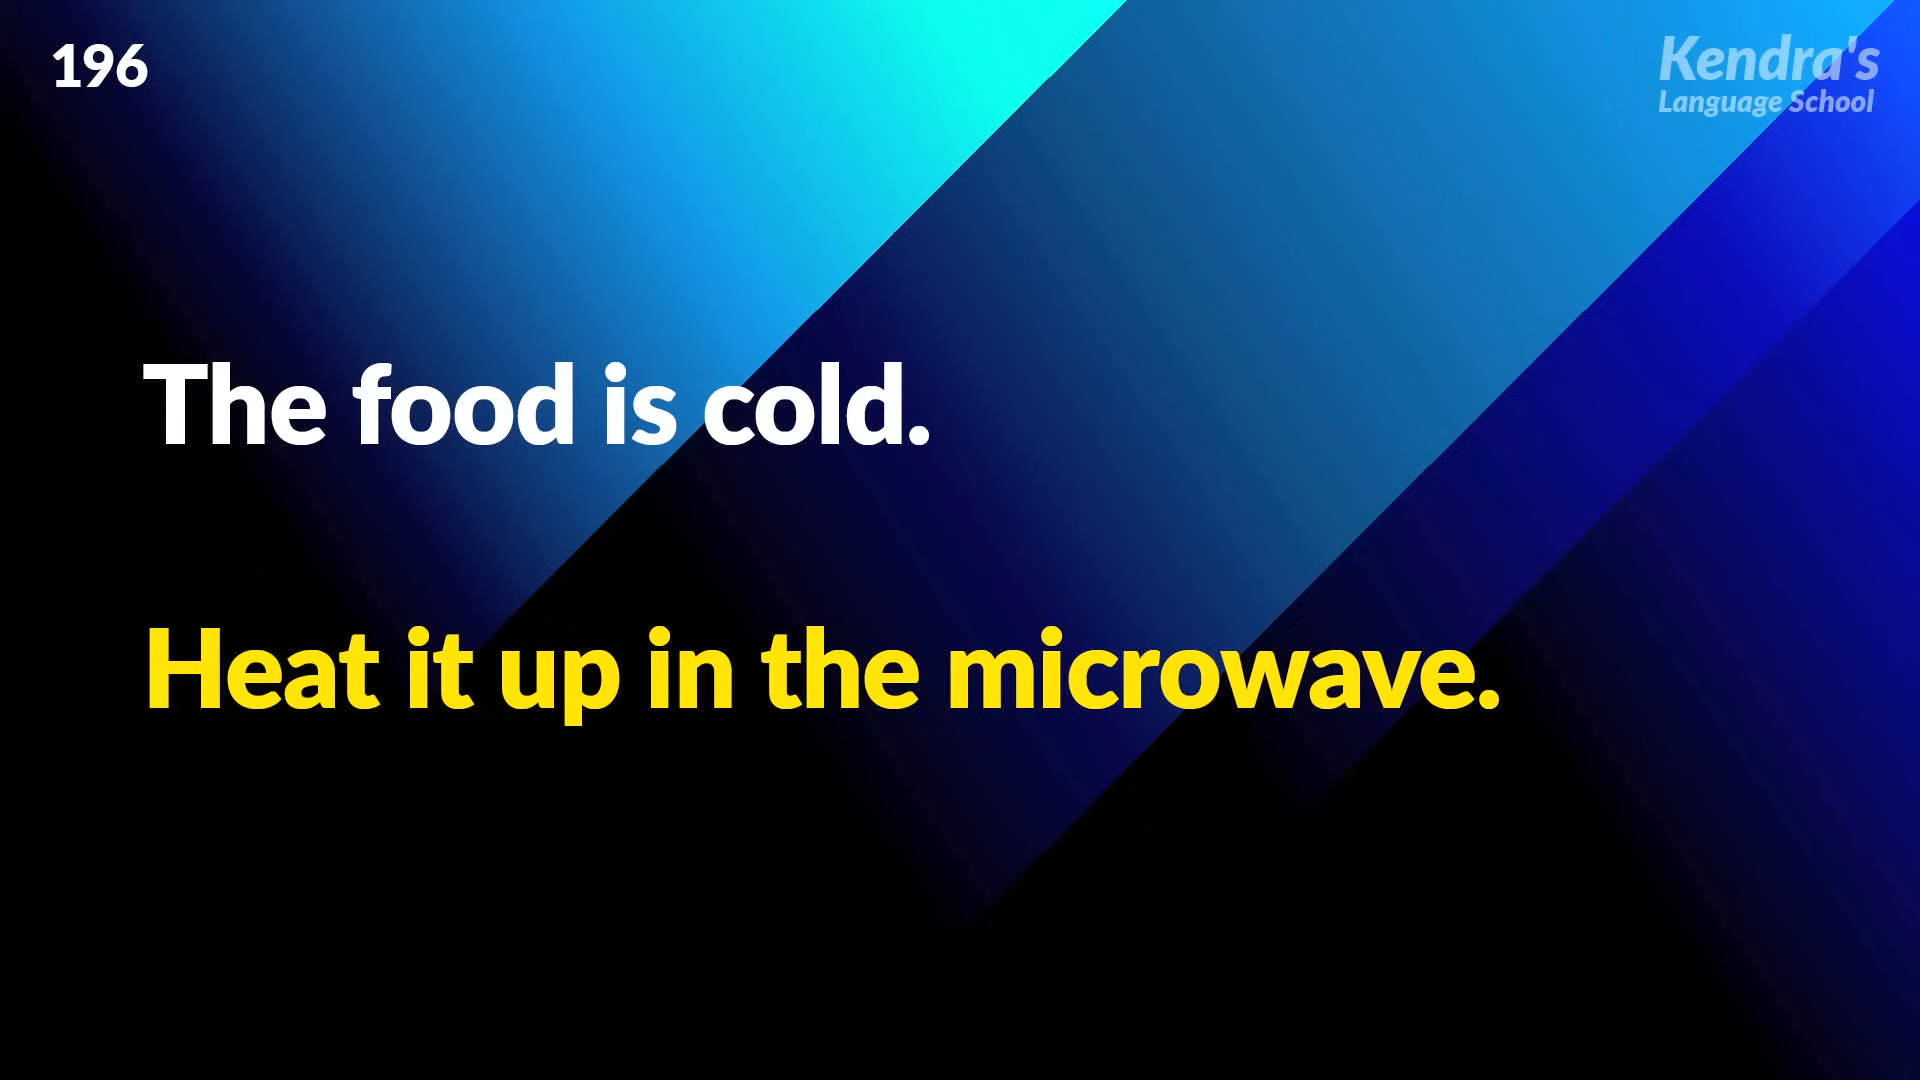 196
Kendra's
Language School
The food is cold.
Heat it up in the microwave.